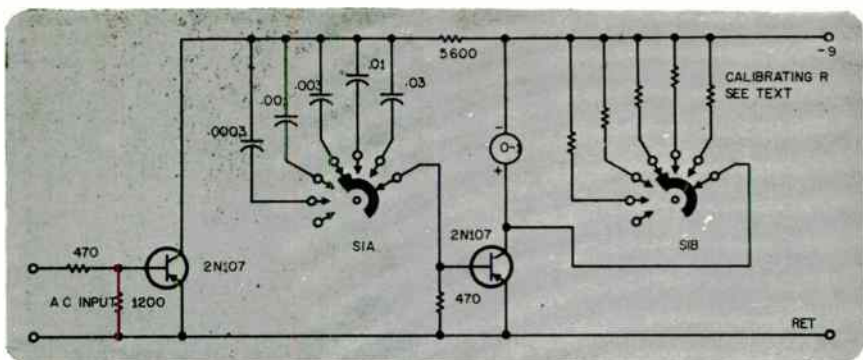 .01
5600
-9
.003
.03
.001
CALIBRATING R
SEE TEXT
.0003
-
+
S1A
2N107
S1B
470
2N107
470
AC INPUT
1200
RET